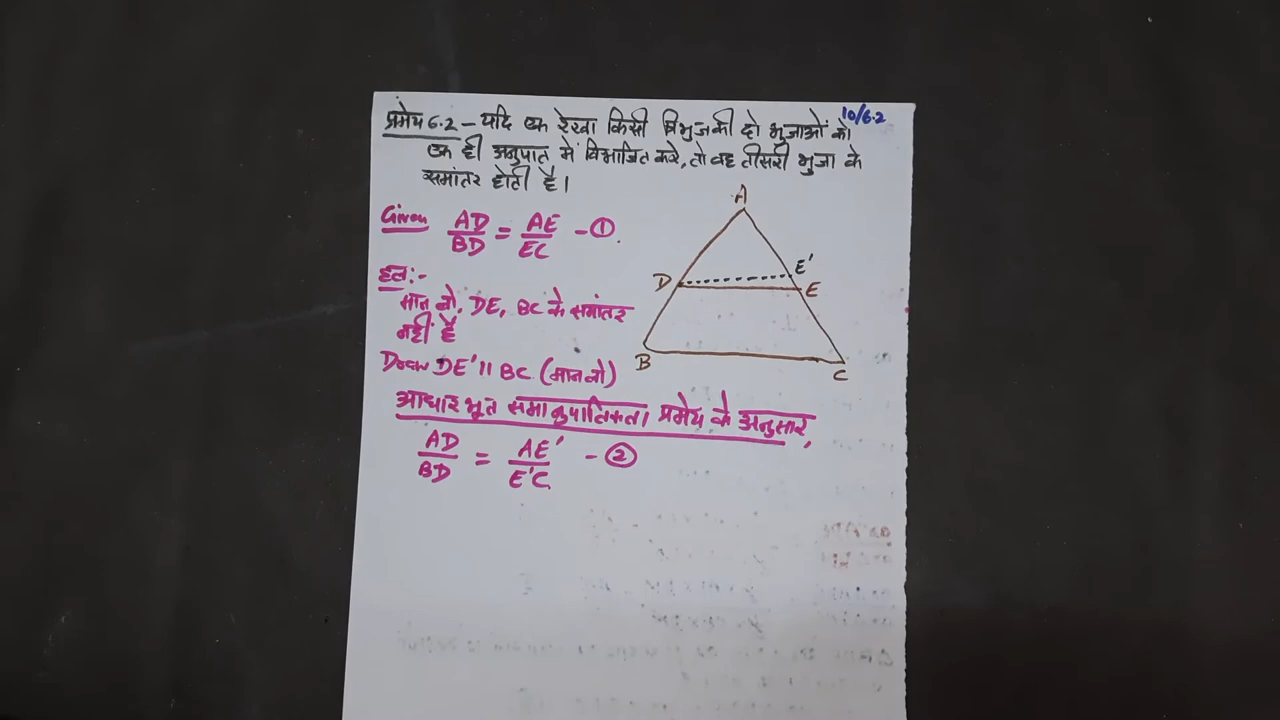 10/6.2
प्रमेय 6.2 – यदि एक रेखा किसी त्रिभुज की दो भुजाओं को
एक ही अनुपात में विभाजित करे, तो वह तीसरी भुजा के
समांतर होती है।
Given AD/BD = AE/EC – ①
हल:-
मान लो, DE, BC के समांतर
नहीं है
Draw DE' || BC (मान लो)
आधारभूत समानुपातिकता प्रमेय के अनुसार,
AD/BD = AE'/E'C – ②
A
E'
D
E
B
C